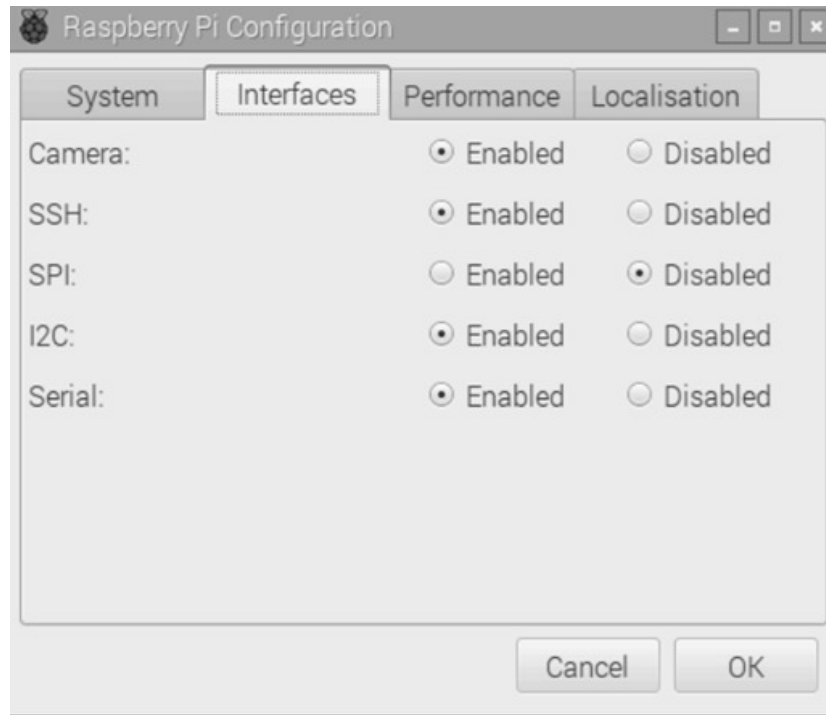 Raspberry Pi Configuration
System Interfaces Performance Localisation
Camera: Enabled Disabled
SSH: Enabled Disabled
SPI: Enabled Disabled
I2C: Enabled Disabled
Serial: Enabled Disabled
Cancel OK